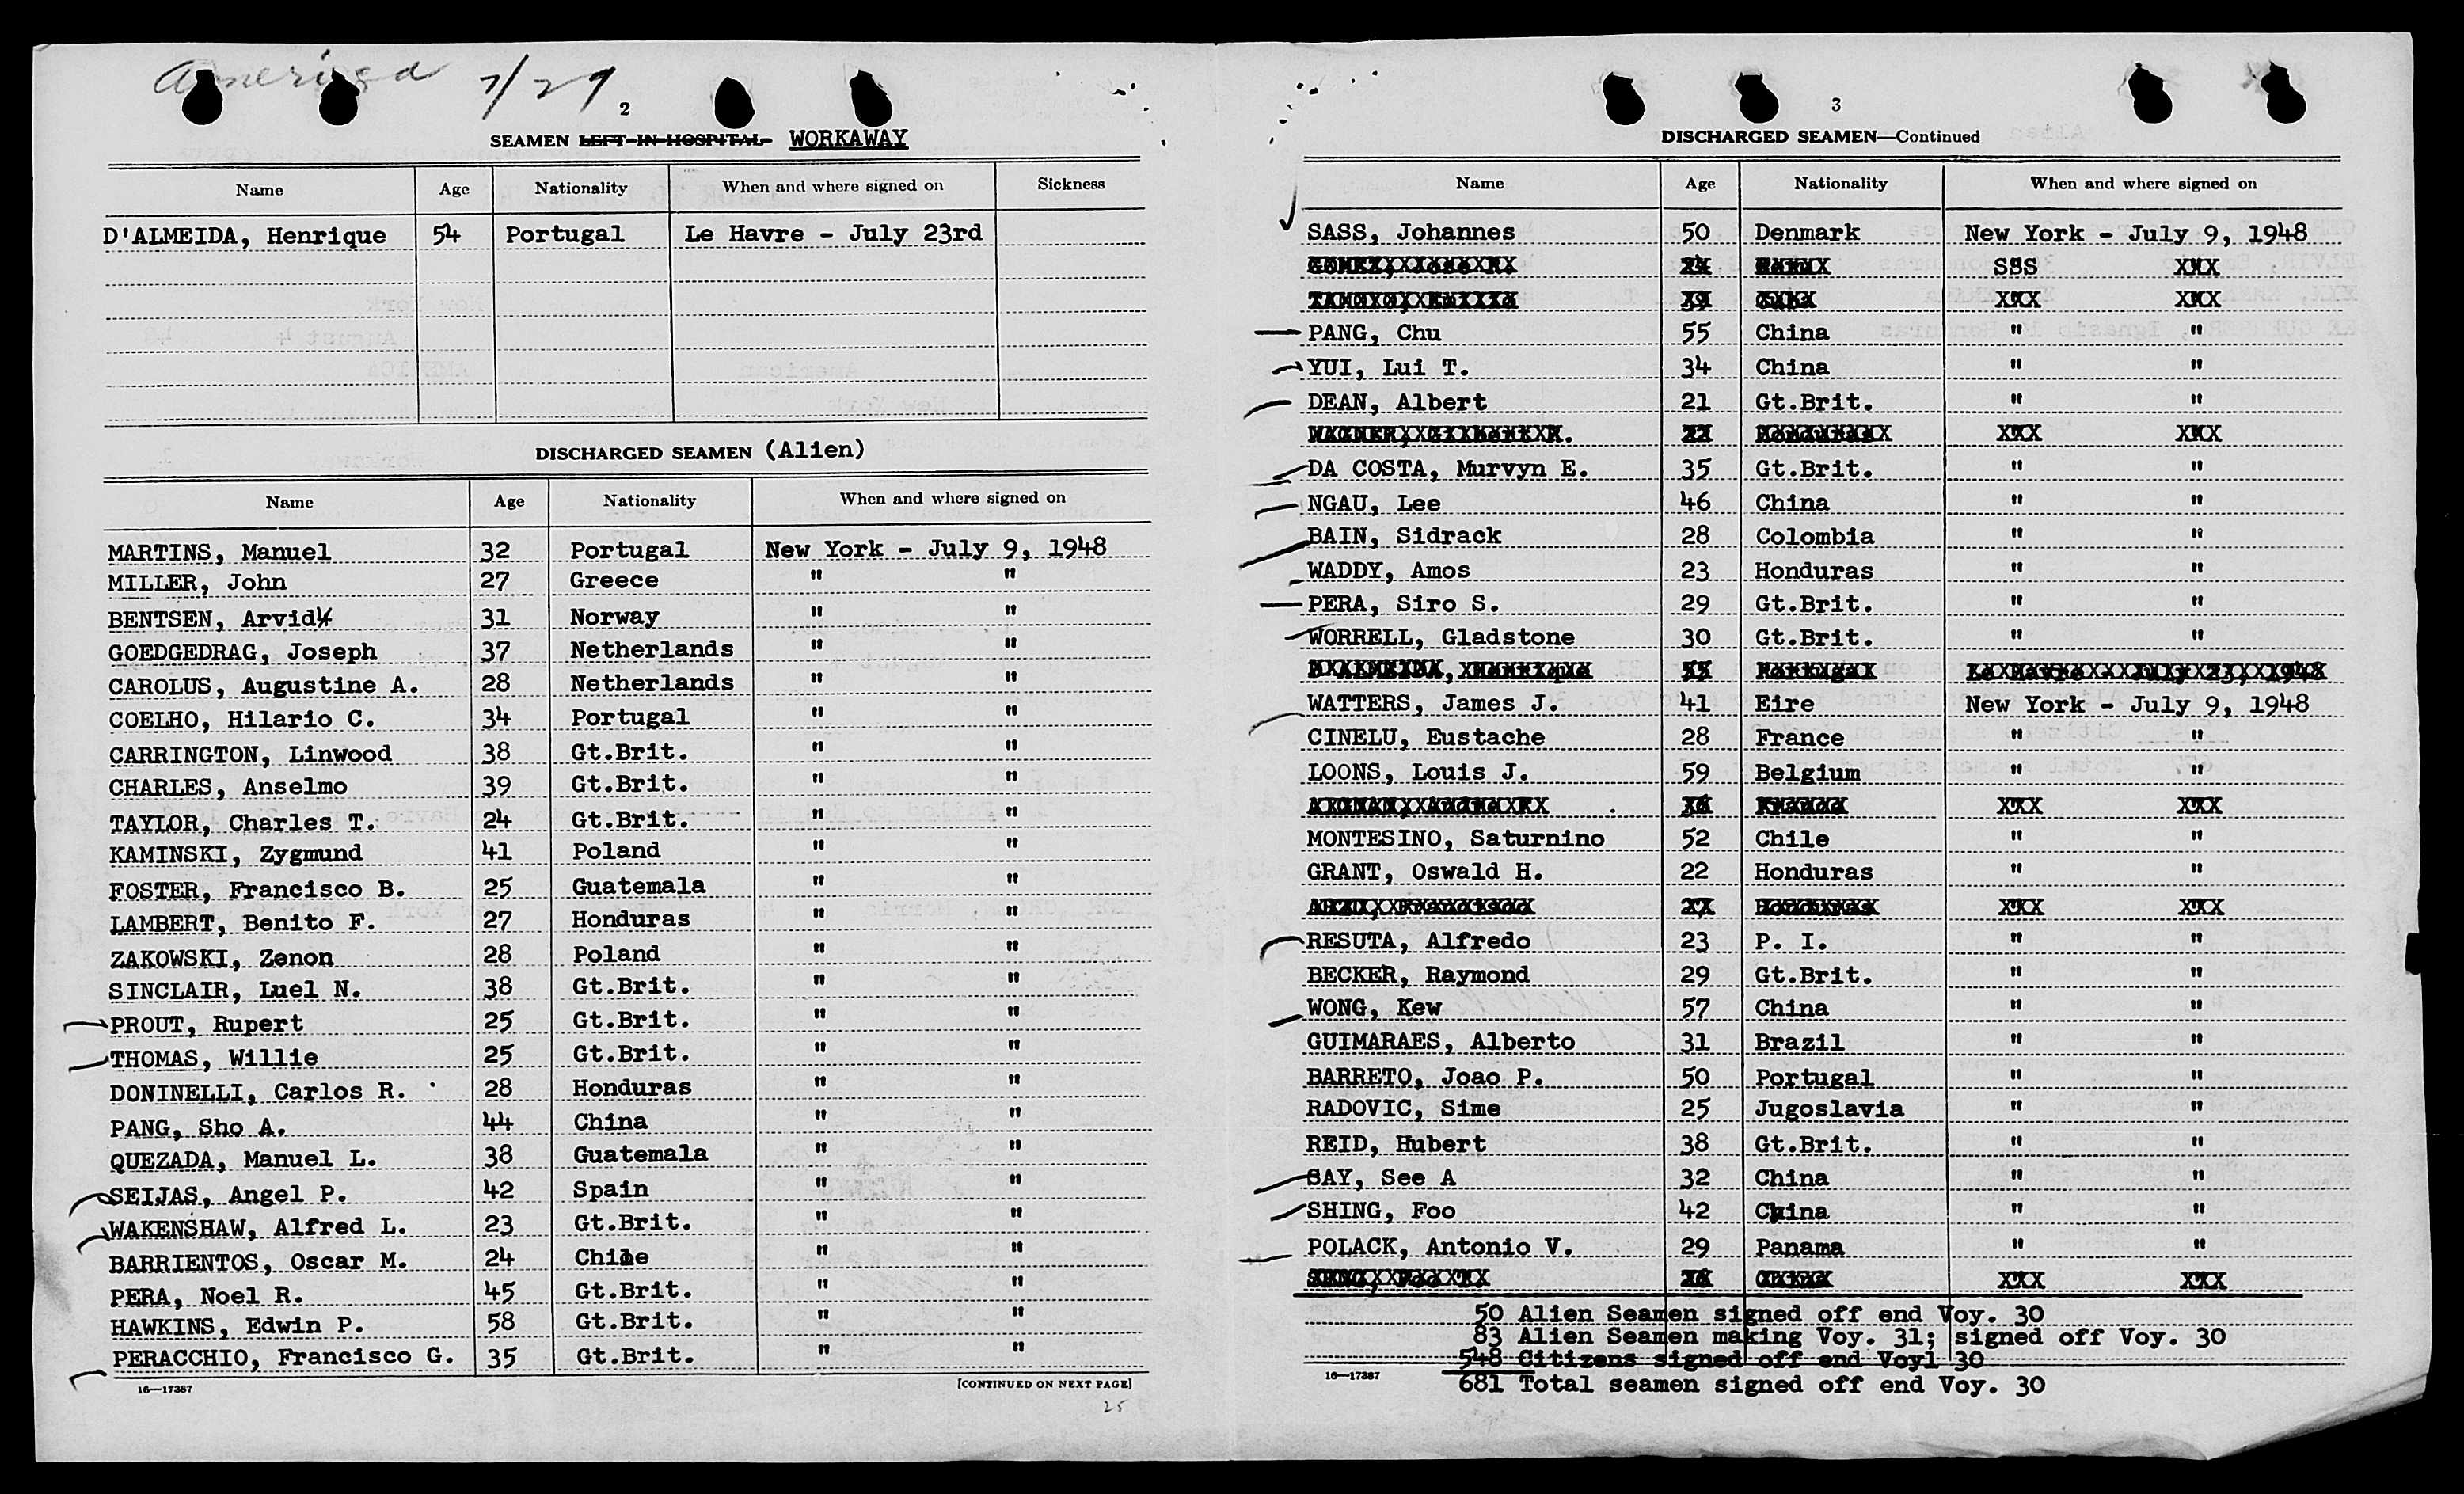 America 7/29
2
SEAMEN LEFT IN HOSPITAL WORKAWAY
Name Age Nationality When and where signed on Sickness
D'ALMEIDA, Henrique 54 Portugal Le Havre - July 23rd
DISCHARGED SEAMEN (Alien)
Name Age Nationality When and where signed on
MARTINS, Manuel 32 Portugal New York - July 9, 1948
MILLER, John 27 Greece " "
BENTSEN, Arvid 31 Norway " "
GOEDGEDRAG, Joseph 37 Netherlands " "
CAROLUS, Augustine A. 28 Netherlands " "
COELHO, Hilario C. 34 Portugal " "
CARRINGTON, Linwood 38 Gt.Brit. " "
CHARLES, Anselmo 39 Gt.Brit. " "
TAYLOR, Charles T. 24 Gt.Brit. " "
KAMINSKI, Zygmund 41 Poland " "
FOSTER, Francisco B. 25 Guatemala " "
LAMBERT, Benito F. 27 Honduras " "
ZAKOWSKI, Zenon 28 Poland " "
SINCLAIR, Luel N. 38 Gt.Brit. " "
PROUT, Rupert 25 Gt.Brit. " "
THOMAS, Willie 25 Gt.Brit. " "
DONINELLI, Carlos R. 28 Honduras " "
PANG, Sho A. 44 China " "
QUEZADA, Manuel L. 38 Guatemala " "
SEIJAS, Angel P. 42 Spain " "
WAKENSHAW, Alfred L. 23 Gt.Brit. " "
BARRIENTOS, Oscar M. 24 Chile " "
PERA, Noel R. 45 Gt.Brit. " "
HAWKINS, Edwin P. 58 Gt.Brit. " "
PERACCHIO, Francisco G. 35 Gt.Brit. " "
16—17387 [CONTINUED ON NEXT PAGE]
25
3
DISCHARGED SEAMEN—Continued
Name Age Nationality When and where signed on
SASS, Johannes 50 Denmark New York - July 9, 1948
SSS XXX
XXX XXX
PANG, Chu 55 China " "
YUI, Lui T. 34 China " "
DEAN, Albert 21 Gt.Brit. " "
XXX XXX
DA COSTA, Murvyn E. 35 Gt.Brit. " "
NGAU, Lee 46 China " "
BAIN, Sidrack 28 Colombia " "
WADDY, Amos 23 Honduras " "
PERA, Siro S. 29 Gt.Brit. " "
WORRELL, Gladstone 30 Gt.Brit. " "
WATTERS, James J. 41 Eire New York - July 9, 1948
CINELU, Eustache 28 France " "
LOONS, Louis J. 59 Belgium " "
XXX XXX
MONTESINO, Saturnino 52 Chile " "
GRANT, Oswald H. 22 Honduras " "
XXX XXX
RESUTA, Alfredo 23 P. I. " "
BECKER, Raymond 29 Gt.Brit. " "
WONG, Kew 57 China " "
GUIMARAES, Alberto 31 Brazil " "
BARRETO, Joao P. 50 Portugal " "
RADOVIC, Sime 25 Jugoslavia " "
REID, Hubert 38 Gt.Brit. " "
SAY, See A 32 China " "
SHING, Foo 42 China " "
POLACK, Antonio V. 29 Panama " "
XXX XXX
50 Alien Seamen signed off end Voy. 30
83 Alien Seamen making Voy. 31; signed off Voy. 30
548 Citizens signed off end Voyl 30
16—17387
681 Total seamen signed off end Voy. 30